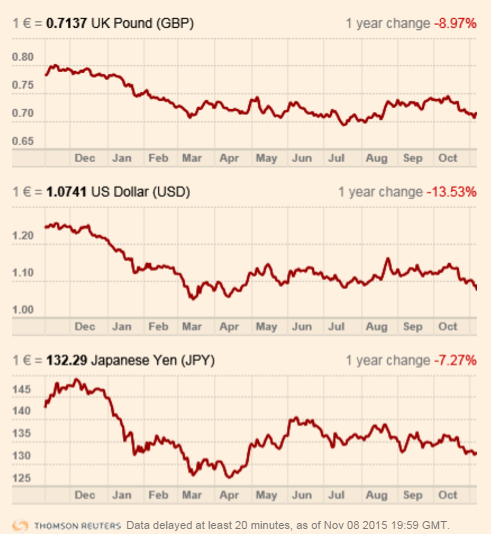 1 € = 0.7137 UK Pound (GBP) 1 year change -8.97%
0.80
0.75
0.70
0.65
Dec Jan Feb Mar Apr May Jun Jul Aug Sep Oct
1 € = 1.0741 US Dollar (USD) 1 year change -13.53%
1.20
1.10
1.00
Dec Jan Feb Mar Apr May Jun Jul Aug Sep Oct
1 € = 132.29 Japanese Yen (JPY) 1 year change -7.27%
145
140
135
130
125
Dec Jan Feb Mar Apr May Jun Jul Aug Sep Oct
THOMSON REUTERS Data delayed at least 20 minutes, as of Nov 08 2015 19:59 GMT.